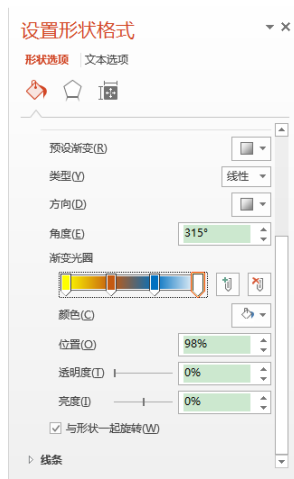 设置形状格式
形状选项 文本选项
预设渐变(R)
类型(Y) 线性
方向(D)
角度(E) 315°
渐变光圈
颜色(C)
位置(O) 98%
透明度(T) 0%
亮度(I) 0%
与形状一起旋转(W)
线条